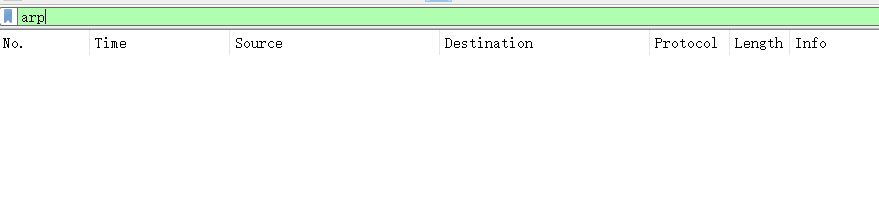 arp
No. Time Source Destination Protocol Length Info